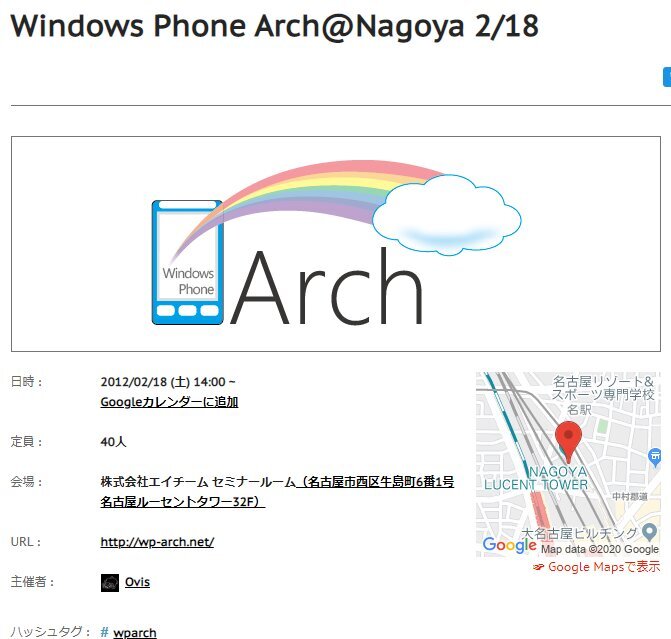 Windows Phone Arch@Nagoya 2/18
Windows
Phone
Arch
日時： 2012/02/18 (土) 14:00 ~
Googleカレンダーに追加
定員： 40人
会場： 株式会社エイチーム セミナールーム（名古屋市西区牛島町6番1号
名古屋ルーセントタワー32F）
URL： http://wp-arch.net/
主催者： Ovis
ハッシュタグ： # wparch
名古屋リゾート&
スポーツ専門学校
名駅
NAGOYA
LUCENT TOWER
中村郡道
大名古屋ビルヂング
Google Map data ©2020 Google
Google Mapsで表示